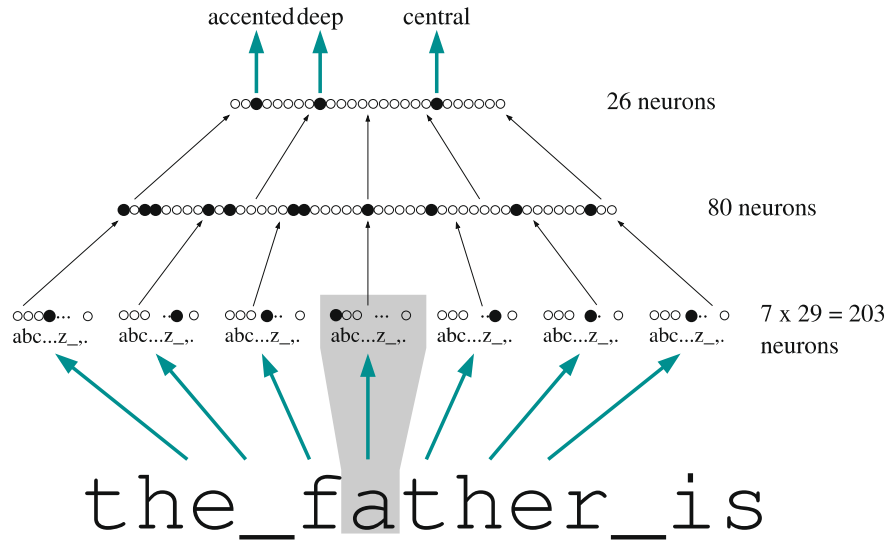 accented deep central
26 neurons
80 neurons
7 x 29 = 203
neurons
abc...z_,. abc...z_,. abc...z_,. abc...z_,. abc...z_,. abc...z_,. abc...z_,.
the_father_is